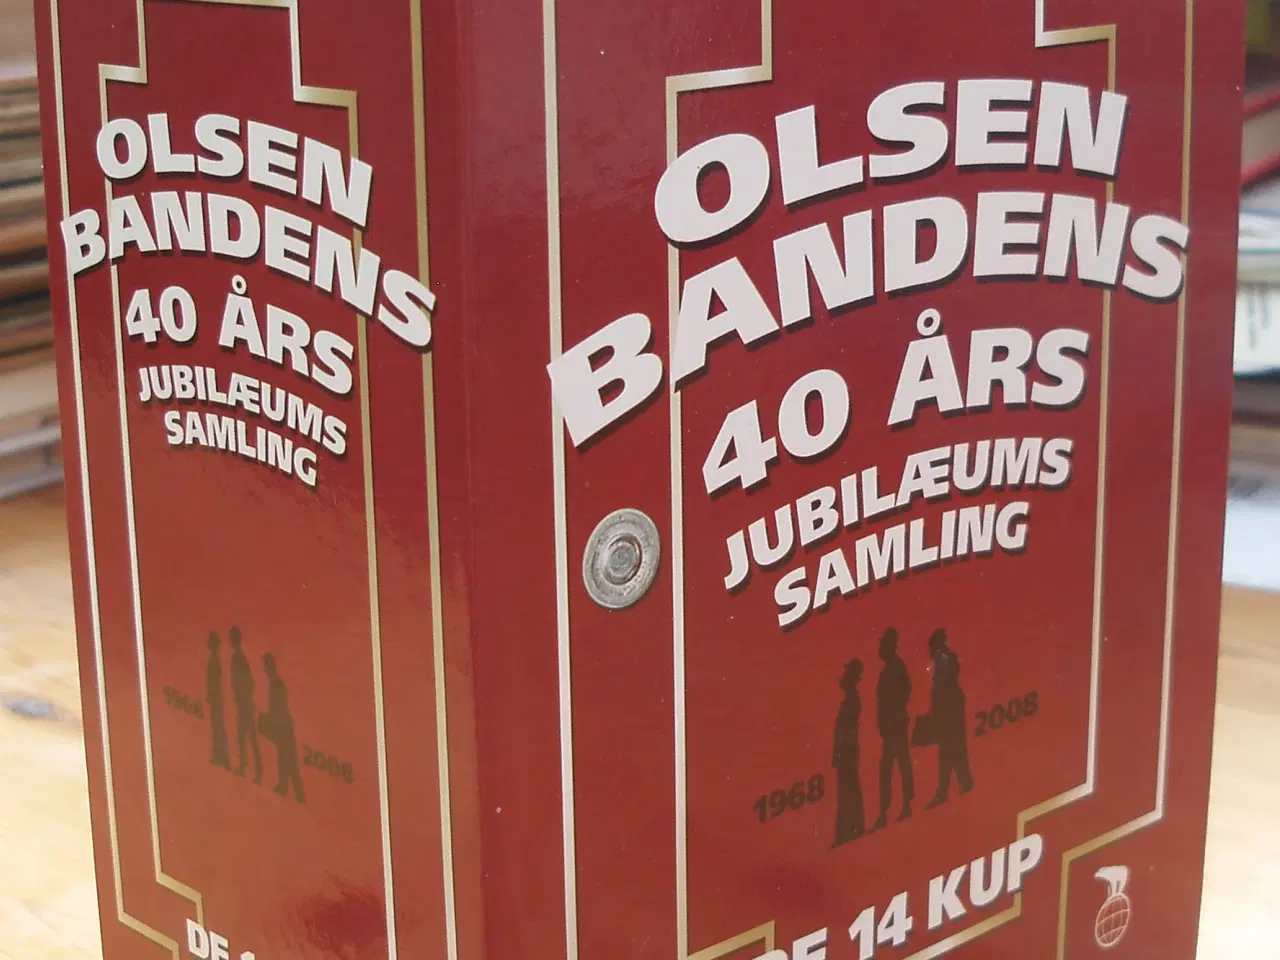 OLSEN
BANDENS
40 ÅRS
JUBILÆUMS
SAMLING
1968
2008
DE
OLSEN
BANDENS
40 ÅRS
JUBILÆUMS
SAMLING
1968
2008
DE 14 KUP